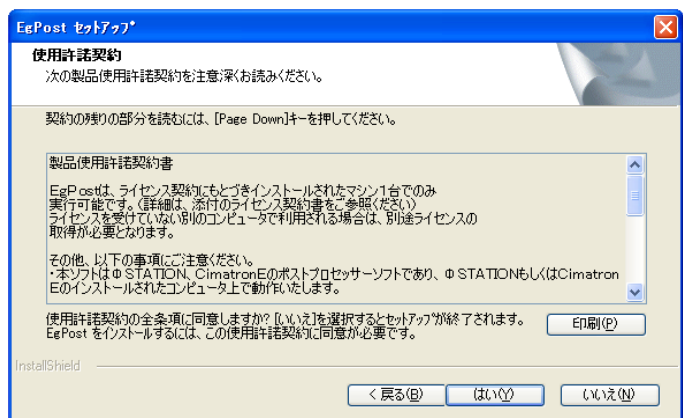 EgPost セットアップ
使用許諾契約
次の製品使用許諾契約を注意深くお読みください。
契約の残りの部分を読むには、[Page Down]キーを押してください。
製品使用許諾契約書
EgPostは、ライセンス契約にもとづきインストールされたマシン1台でのみ
実行可能です。(詳細は、添付のライセンス契約書をご参照ください)
ライセンスを受けていない別のコンピュータで利用される場合は、別途ライセンスの
取得が必要となります。
その他、以下の事項にご注意ください。
・本ソフトはΦSTATION、CimatronEのポストプロセッサーソフトであり、ΦSTATIONもしくはCimatron
Eのインストールされたコンピュータ上で動作いたします。
使用許諾契約の全条項に同意しますか? [いいえ]を選択するとセットアップが終了されます。
EgPost をインストールするには、この使用許諾契約に同意が必要です。
印刷(P)
InstallShield
< 戻る(B)
はい(Y)
いいえ(N)